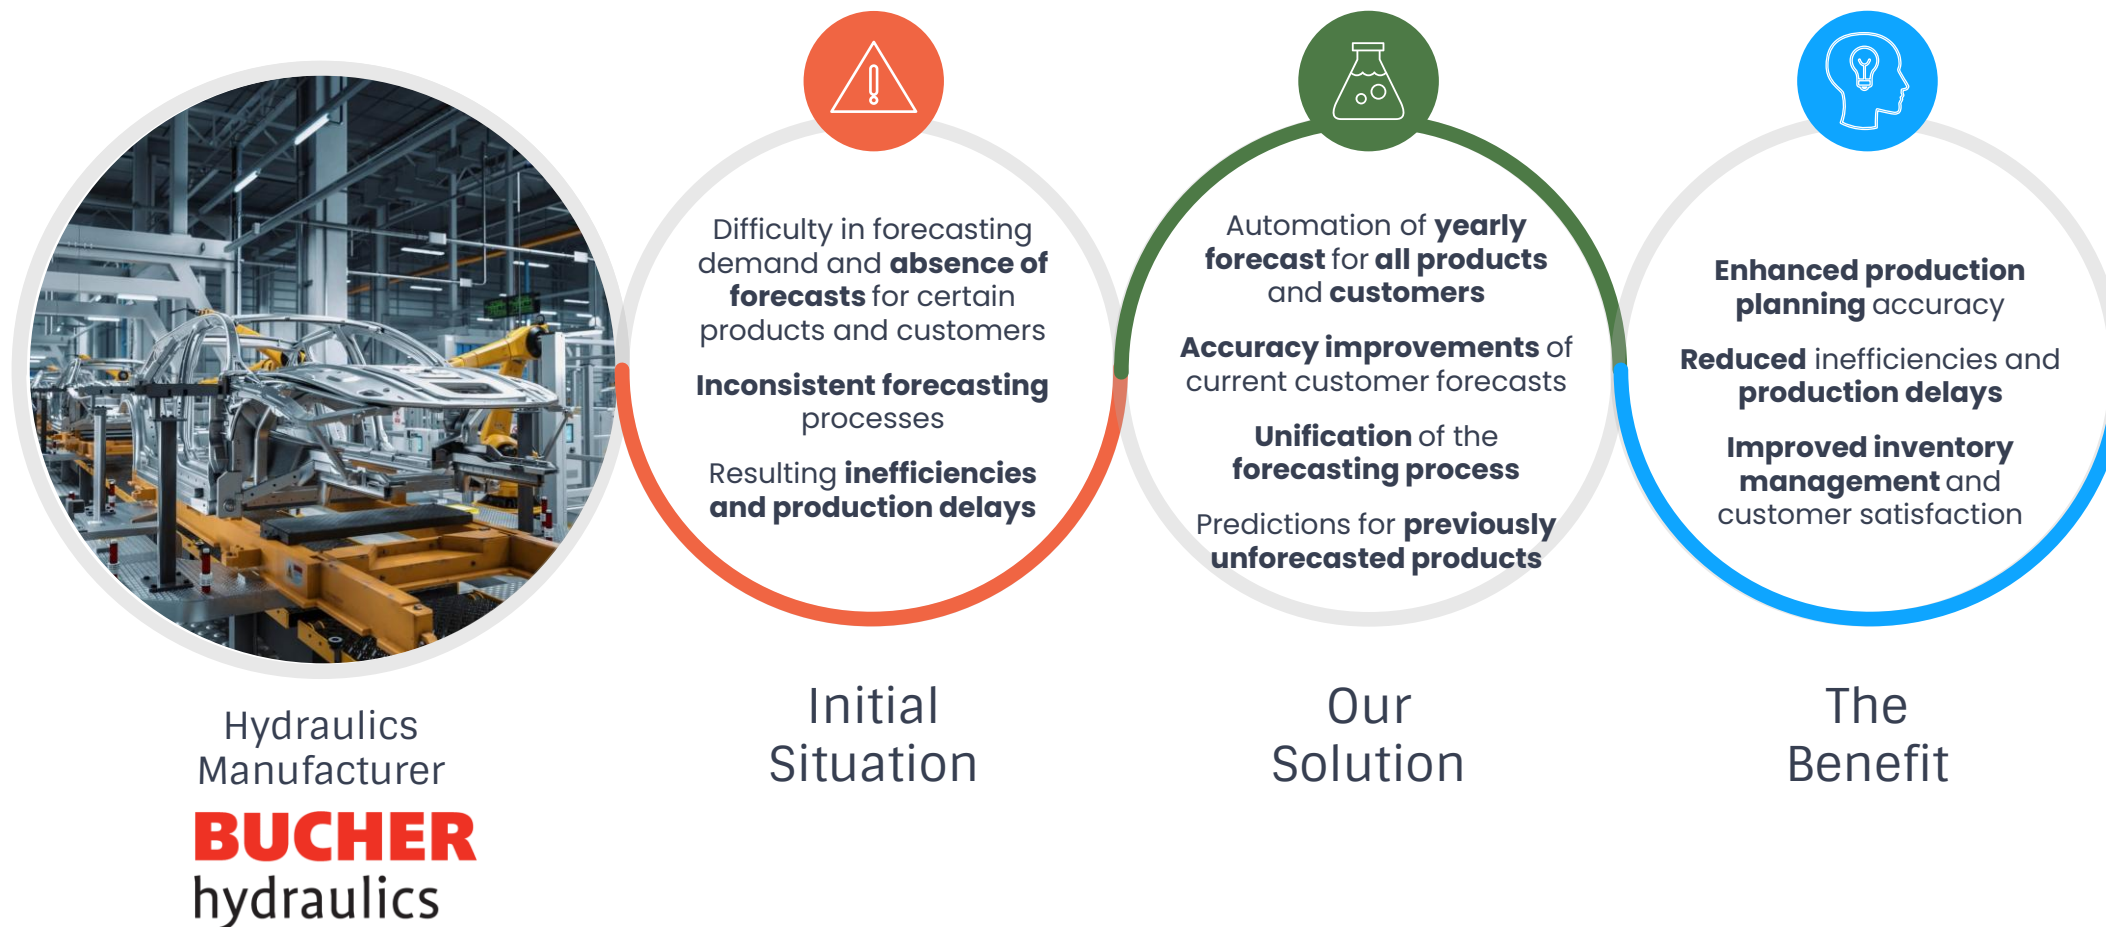 Difficulty in forecasting
demand and absence of
forecasts for certain
products and customers
Inconsistent forecasting
processes
Resulting inefficiencies
and production delays
Automation of yearly
forecast for all products
and customers
Accuracy improvements of
current customer forecasts
Unification of the
forecasting process
Predictions for previously
unforecasted products
Enhanced production
planning accuracy
Reduced inefficiencies and
production delays
Improved inventory
management and
customer satisfaction
Hydraulics
Manufacturer
BUCHER
hydraulics
Initial
Situation
Our
Solution
The
Benefit